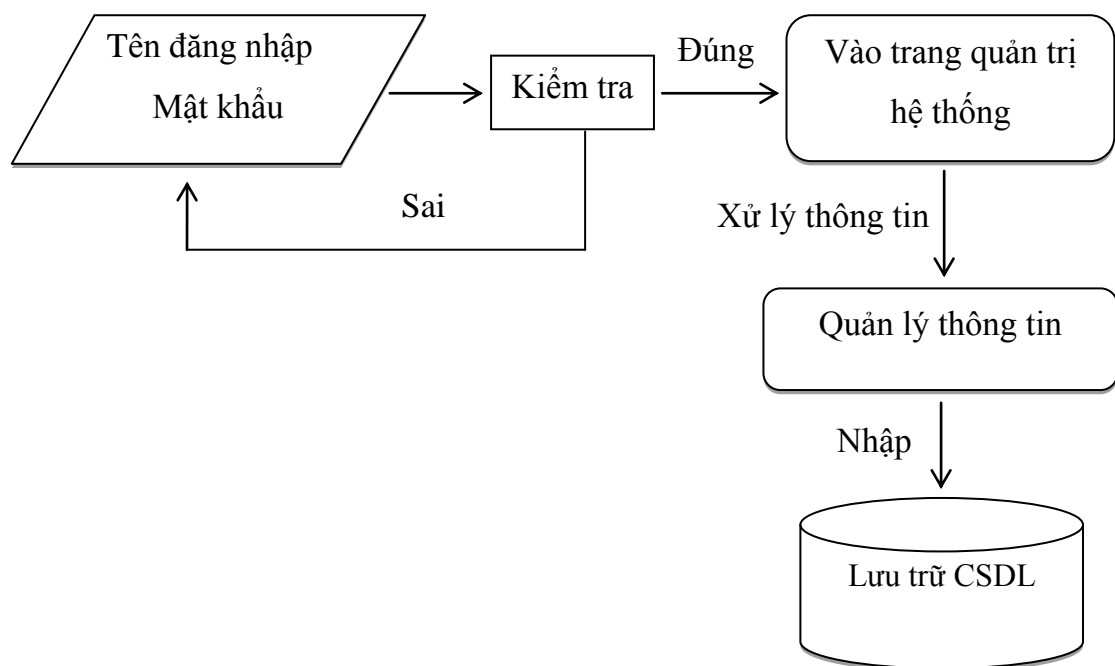 Tên đăng nhập
Mật khẩu
Kiểm tra
Đúng
Vào trang quản trị
hệ thống
Sai
Xử lý thông tin
Quản lý thông tin
Nhập
Lưu trữ CSDL